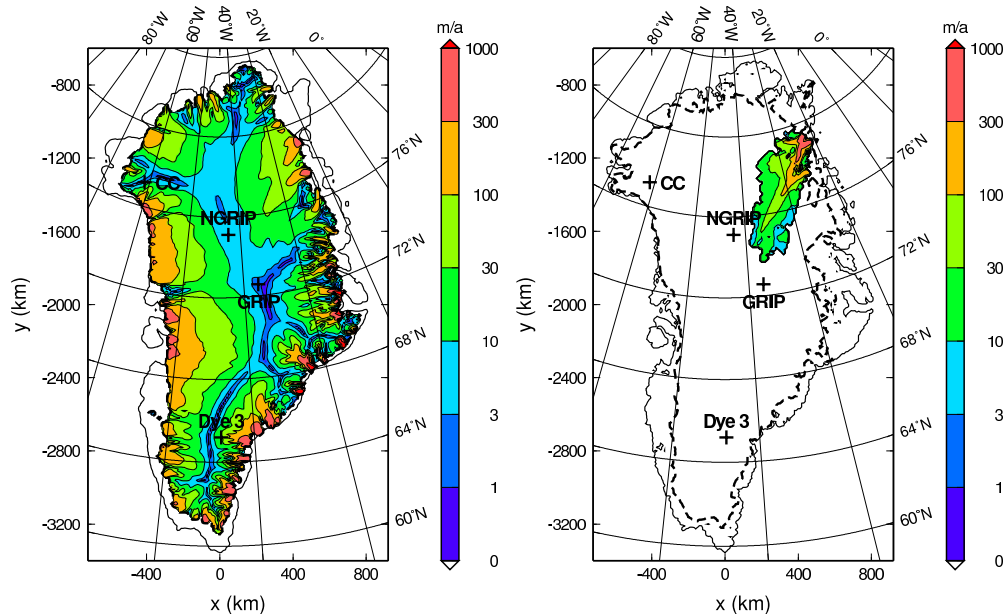 80°W 60°W 40°W 20°W 0° m/a
1000
-800
76°N
300
-1200
CC
100
NGRIP
-1600
72°N
30
y (km)
-2000
GRIP
68°N
10
-2400
3
Dye 3
64°N
-2800
1
60°N
-3200
0
-400 0 400 800
x (km)
80°W 60°W 40°W 20°W 0° m/a
1000
-800
76°N
300
-1200
CC
100
NGRIP
-1600
72°N
30
y (km)
-2000
GRIP
68°N
10
-2400
3
Dye 3
64°N
-2800
1
60°N
-3200
0
-400 0 400 800
x (km)